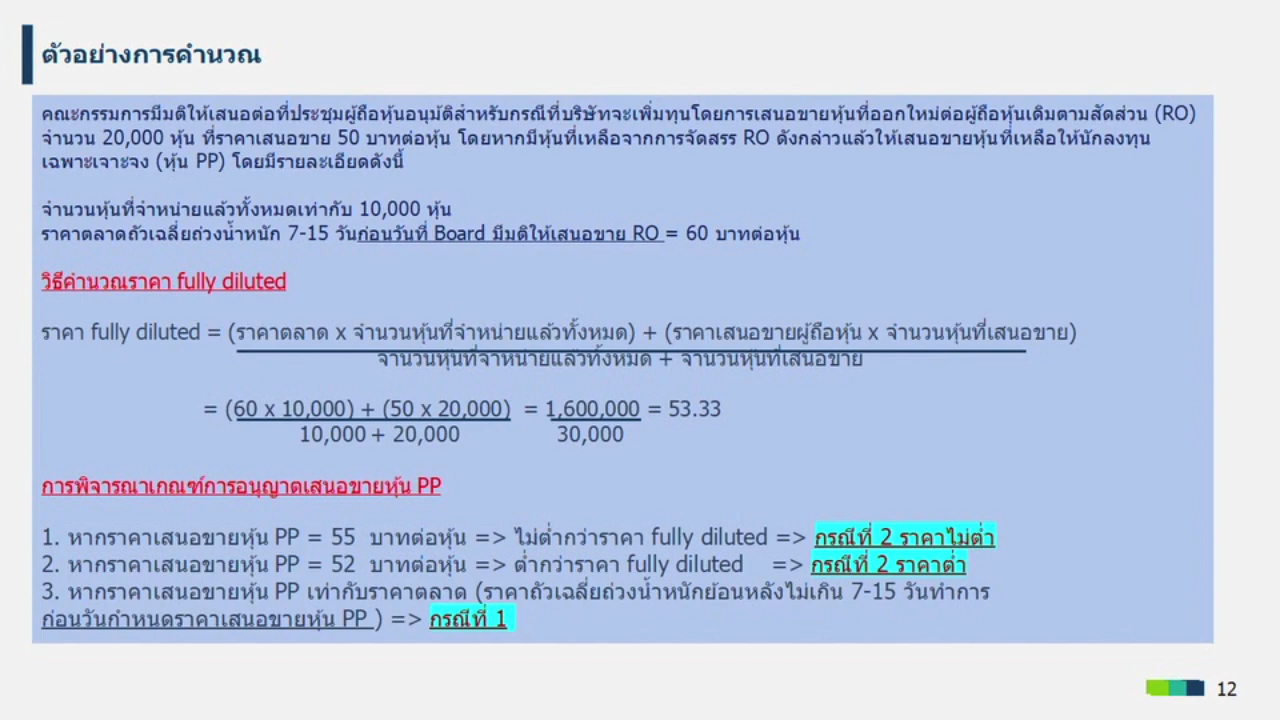 ตัวอย่างการคำนวณ
คณะกรรมการมีมติให้เสนอต่อที่ประชุมผู้ถือหุ้นอนุมัติสำหรับกรณีที่บริษัทจะเพิ่มทุนโดยการเสนอขายหุ้นที่ออกใหม่ต่อผู้ถือหุ้นเดิมตามสัดส่วน (RO)
จำนวน 20,000 หุ้น ที่ราคาเสนอขาย 50 บาทต่อหุ้น โดยหากมีหุ้นที่เหลือจากการจัดสรร RO ดังกล่าวแล้วให้เสนอขายหุ้นที่เหลือให้นักลงทุน
เฉพาะเจาะจง (หุ้น PP) โดยมีรายละเอียดดังนี้
จำนวนหุ้นที่จำหน่ายแล้วทั้งหมดเท่ากับ 10,000 หุ้น
ราคาตลาดถัวเฉลี่ยถ่วงน้ำหนัก 7-15 วันก่อนวันที่ Board มีมติให้เสนอขาย RO = 60 บาทต่อหุ้น
วิธีคำนวณราคา fully diluted
ราคา fully diluted = (ราคาตลาด x จำนวนหุ้นที่จำหน่ายแล้วทั้งหมด) + (ราคาเสนอขายผู้ถือหุ้น x จำนวนหุ้นที่เสนอขาย)
จำนวนหุ้นที่จำหน่ายแล้วทั้งหมด + จำนวนหุ้นที่เสนอขาย
= (60 x 10,000) + (50 x 20,000) = 1,600,000 = 53.33
10,000 + 20,000 30,000
การพิจารณาเกณฑ์การอนุญาตเสนอขายหุ้น PP
1. หากราคาเสนอขายหุ้น PP = 55 บาทต่อหุ้น => ไม่ต่ำกว่าราคา fully diluted => กรณีที่ 2 ราคาไม่ต่ำ
2. หากราคาเสนอขายหุ้น PP = 52 บาทต่อหุ้น => ต่ำกว่าราคา fully diluted => กรณีที่ 2 ราคาต่ำ
3. หากราคาเสนอขายหุ้น PP เท่ากับราคาตลาด (ราคาถัวเฉลี่ยถ่วงน้ำหนักย้อนหลังไม่เกิน 7-15 วันทำการ
ก่อนวันกำหนดราคาเสนอขายหุ้น PP ) => กรณีที่ 1
12